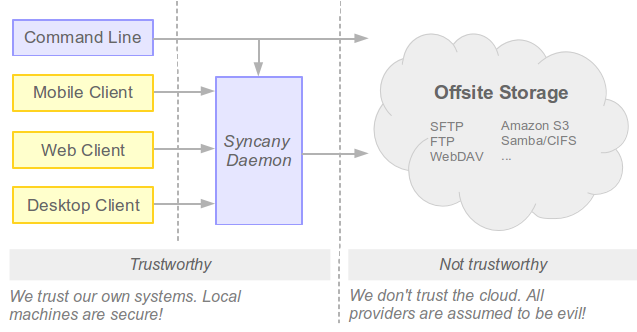 Command Line
Mobile Client
Web Client
Desktop Client
Syncany
Daemon
Offsite Storage
SFTP
FTP
WebDAV
Amazon S3
Samba/CIFS
...
Trustworthy
We trust our own systems. Local
machines are secure!
Not trustworthy
We don't trust the cloud. All
providers are assumed to be evil!